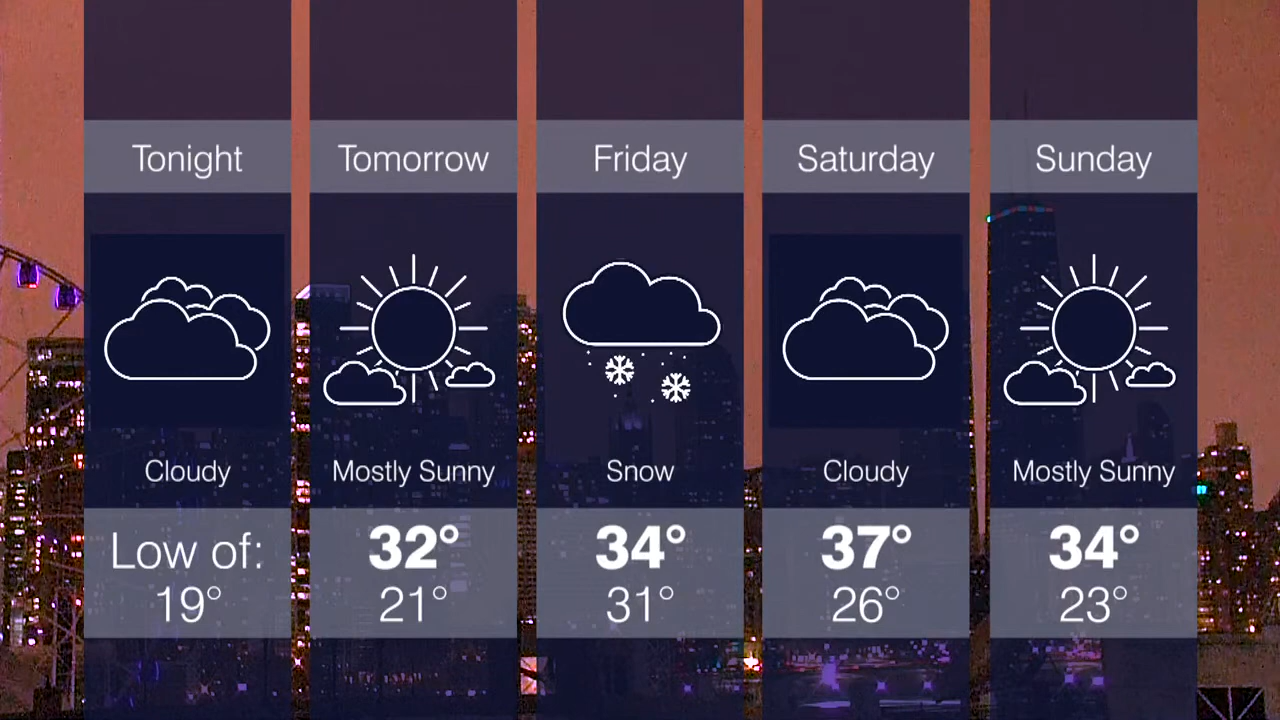 Tonight
Tomorrow
Friday
Saturday
Sunday
Cloudy
Mostly Sunny
Snow
Cloudy
Mostly Sunny
Low of:
19°
32°
21°
34°
31°
37°
26°
34°
23°